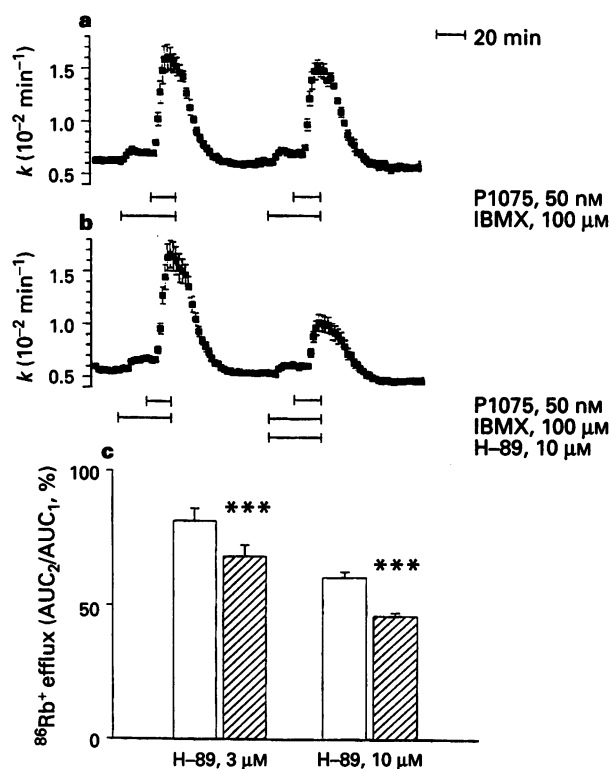 a
20 min
1.5
1.0
0.5
k (10⁻² min⁻¹)
P1075, 50 nM
IBMX, 100 µM
b
1.5
1.0
0.5
k (10⁻² min⁻¹)
P1075, 50 nM
IBMX, 100 µM
H–89, 10 µM
c
100
50
0
⁸⁶Rb⁺ efflux (AUC₂/AUC₁, %)
***
***
H–89, 3 µM
H–89, 10 µM